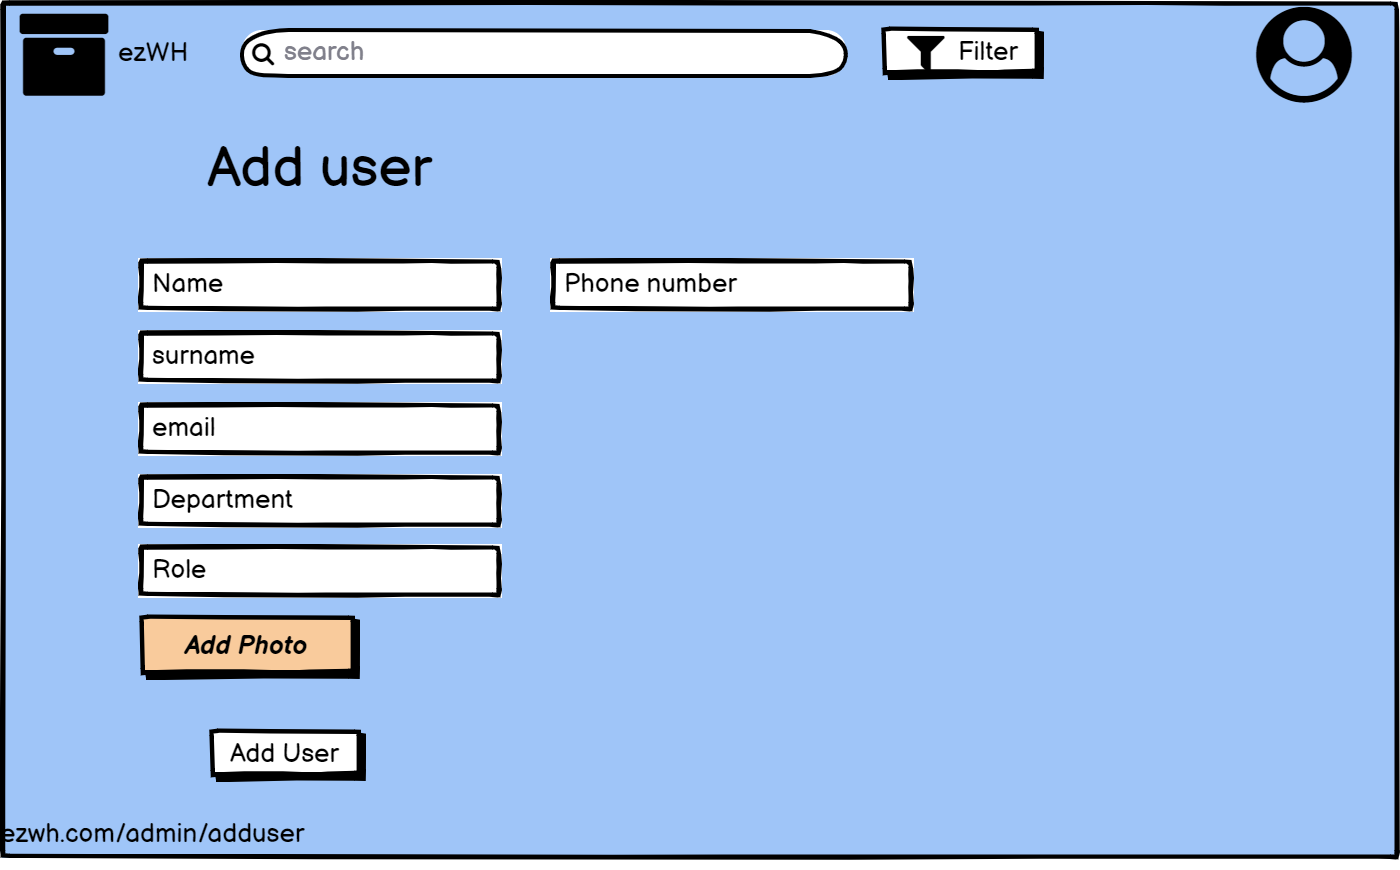 ezWH
search
Filter
Add user
Name
Phone number
surname
email
Department
Role
Add Photo
Add User
ezwh.com/admin/adduser